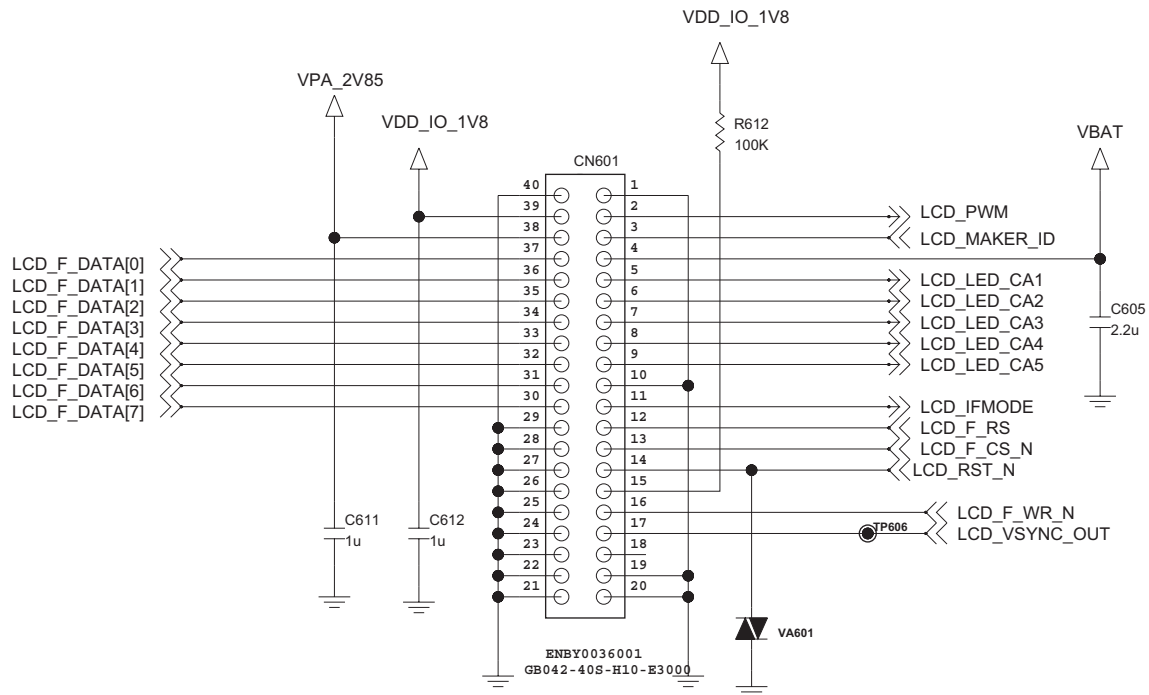 VDD_IO_1V8
VPA_2V85
VDD_IO_1V8
R612
100K
VBAT
CN601
40 1
39 2 LCD_PWM
38 3 LCD_MAKER_ID
37 4
LCD_F_DATA[0]
36 5 LCD_LED_CA1
LCD_F_DATA[1]
35 6 LCD_LED_CA2
LCD_F_DATA[2]
34 7 LCD_LED_CA3
LCD_F_DATA[3]
33 8 LCD_LED_CA4
LCD_F_DATA[4]
32 9 LCD_LED_CA5
LCD_F_DATA[5]
31 10
LCD_F_DATA[6]
30 11 LCD_IFMODE
LCD_F_DATA[7]
C605
2.2u
29 12 LCD_F_RS
28 13 LCD_F_CS_N
27 14 LCD_RST_N
26 15
25 16 LCD_F_WR_N
24 17 TP606 LCD_VSYNC_OUT
23 18
22 19
21 20
C611
1u
C612
1u
VA601
ENBY0036001
GB042-40S-H10-E3000